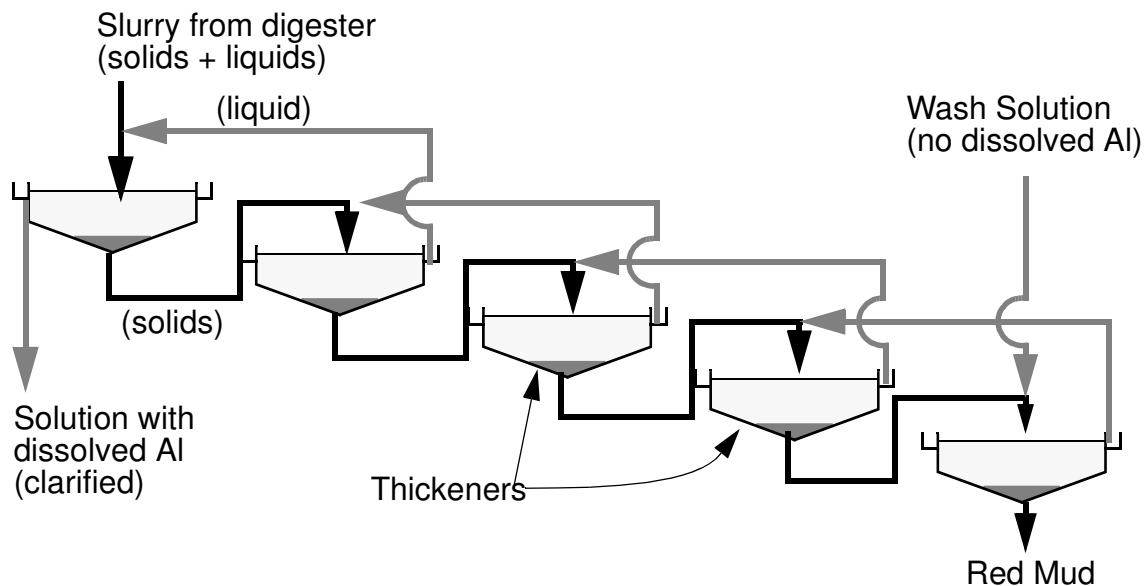 Slurry from digester
(solids + liquids)
(liquid)
Wash Solution
(no dissolved Al)
(solids)
Solution with
dissolved Al
(clarified)
Thickeners
Red Mud